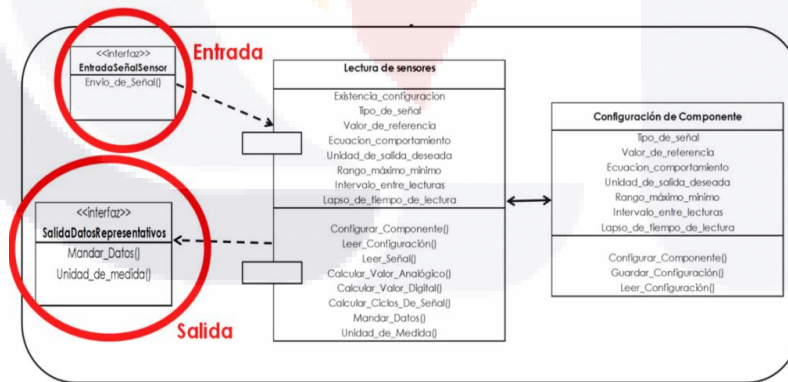 <<interfaz>>
EntradaSeñalSensor
Envio_de_Señal()
Entrada
<<interfaz>>
SalidaDatosRepresentativos
Mandar_Datos()
Unidad_de_medida()
Salida
Lectura de sensores
Existencia_configuracion
Tipo_de_señal
Valor_de_referencia
Ecuacion_comportamiento
Unidad_de_salida_deseada
Rango_máximo_minimo
Intervalo_entre_lecturas
Lapso_de_tiempo_de_lectura
Configurar_Componente()
Leer_Configuración()
Leer_Señal()
Calcular_Valor_Analógico()
Calcular_Valor_Digital()
Calcular_Ciclos_De_Señal()
Mandar_Datos()
Unidad_de_Medida()
Configuración de Componente
Tipo_de_señal
Valor_de_referencia
Ecuacion_comportamiento
Unidad_de_salida_deseada
Rango_máximo_minimo
Intervalo_entre_lecturas
Lapso_de_tiempo_de_lectura
Configurar_Componente()
Guardar_Configuración()
Leer_Configuración()